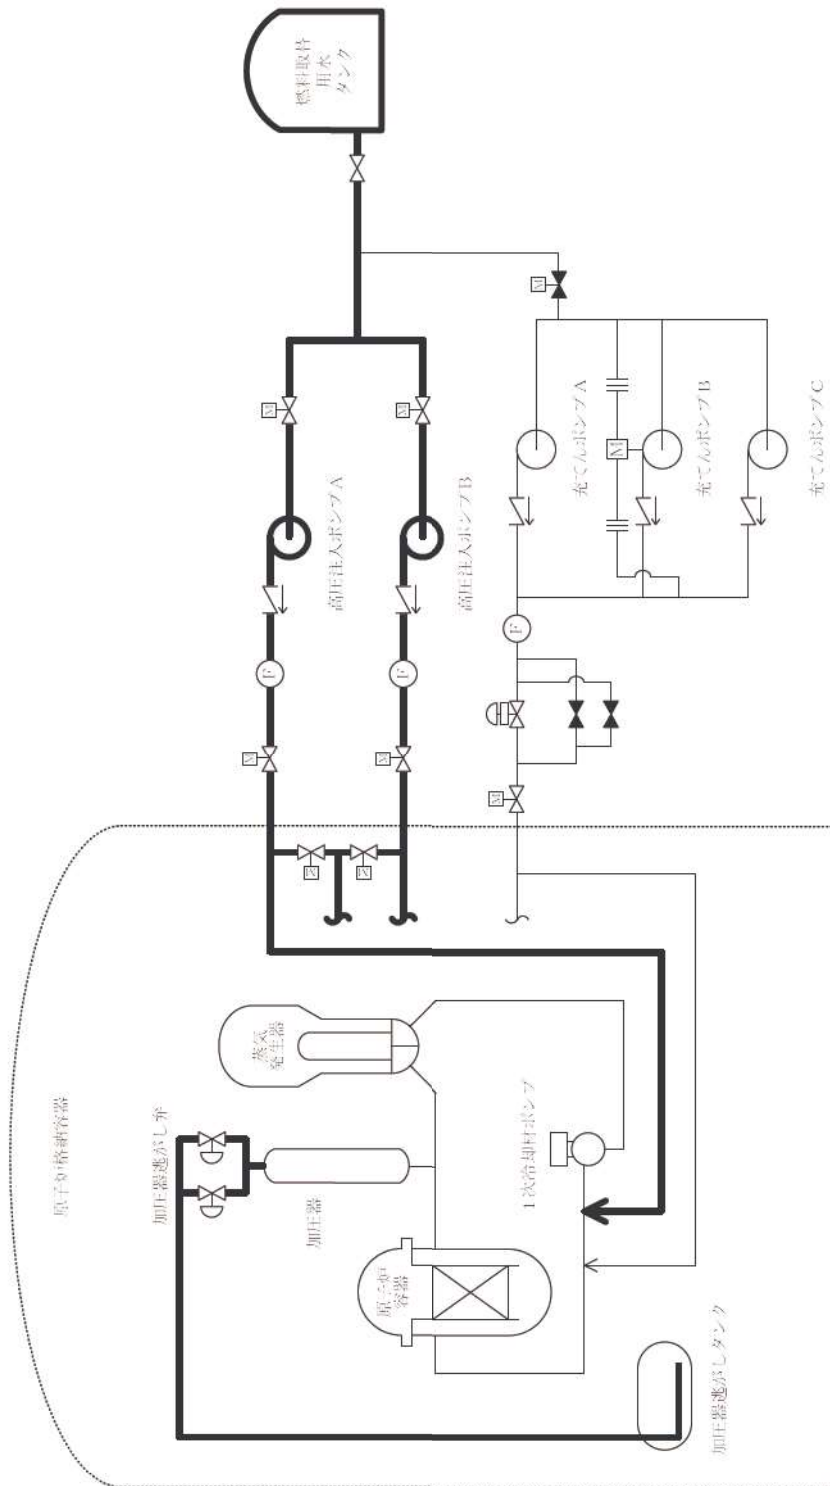 燃料取替
用水
タンク
M
M
M
充てんポンプA
M
充てんポンプB
充てんポンプC
高圧注入ポンプA
高圧注入ポンプB
F
F
F
M
M
M
M
M
原子炉格納容器
蒸気
発生器
加圧器逃がし弁
加圧器
1次冷却材ポンプ
原子炉
容器
加圧器逃がしタンク